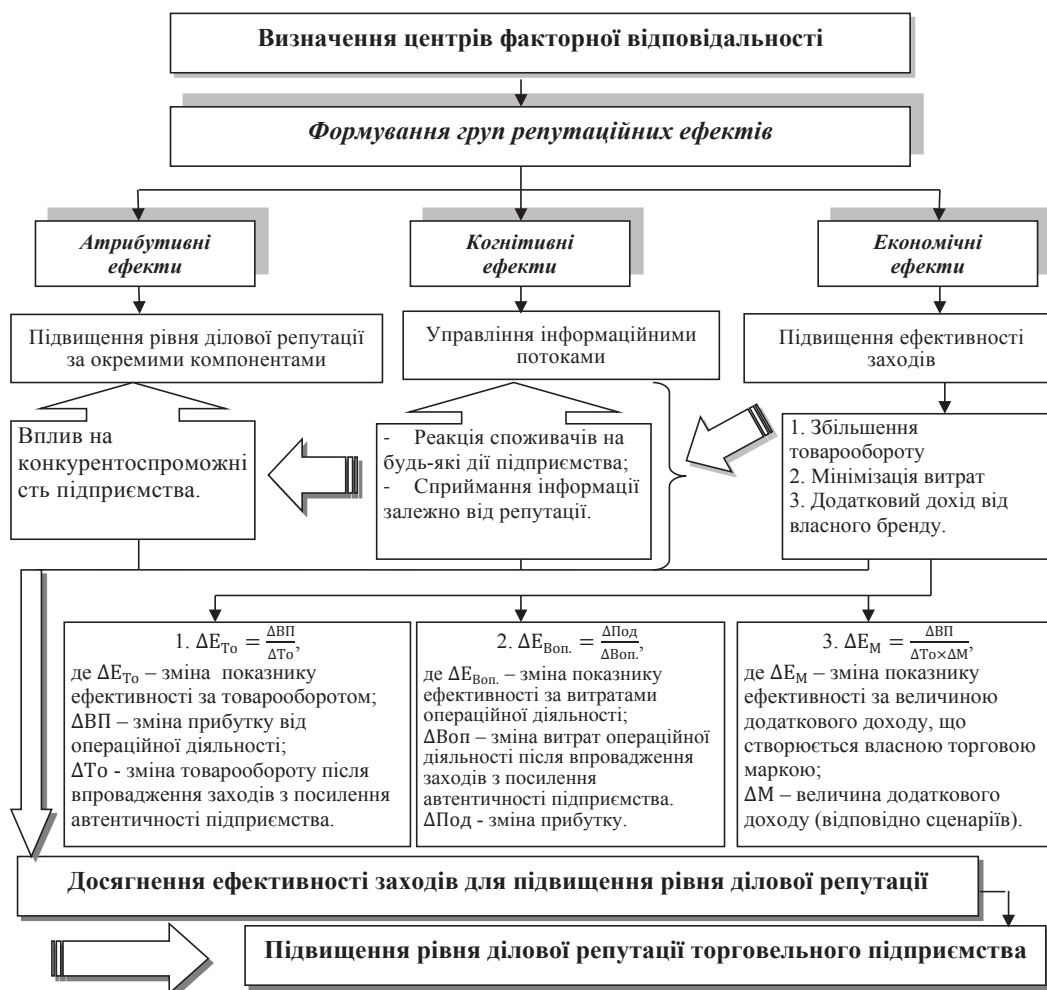 Визначення центрів факторної відповідальності
Формування груп репутаційних ефектів
Атрибутивні
ефекти
Когнітивні
ефекти
Економічні
ефекти
Підвищення рівня ділової репутації
за окремими компонентами
Управління інформаційними
потоками
Підвищення ефективності
заходів
Вплив на
конкурентоспроможні
сть підприємства.
- Реакція споживачів на
будь-які дії підприємства;
- Сприймання інформації
залежно від репутації.
1. Збільшення
товарообороту
2. Мінімізація витрат
3. Додатковий дохід від
власного бренду.
1. ΔЕ_То = ΔВП/ΔТо,
де ΔЕ_То – зміна показнику
ефективності за товарооборотом;
ΔВП – зміна прибутку від
операційної діяльності;
ΔТо - зміна товарообороту після
впровадження заходів з посилення
автентичності підприємства.
2. ΔЕ_Воп. = ΔПод/ΔВоп.,
де ΔЕ_Воп. – зміна показнику
ефективності за витратами
операційної діяльності;
ΔВоп – зміна витрат операційної
діяльності після впровадження
заходів з посилення
автентичності підприємства.
ΔПод - зміна прибутку.
3. ΔЕ_М = ΔВП/ΔТо×ΔМ,
де ΔЕ_М – зміна показнику
ефективності за величиною
додаткового доходу, що
створюється власною торговою
маркою;
ΔМ – величина додаткового
доходу (відповідно сценаріїв).
Досягнення ефективності заходів для підвищення рівня ділової репутації
Підвищення рівня ділової репутації торговельного підприємства